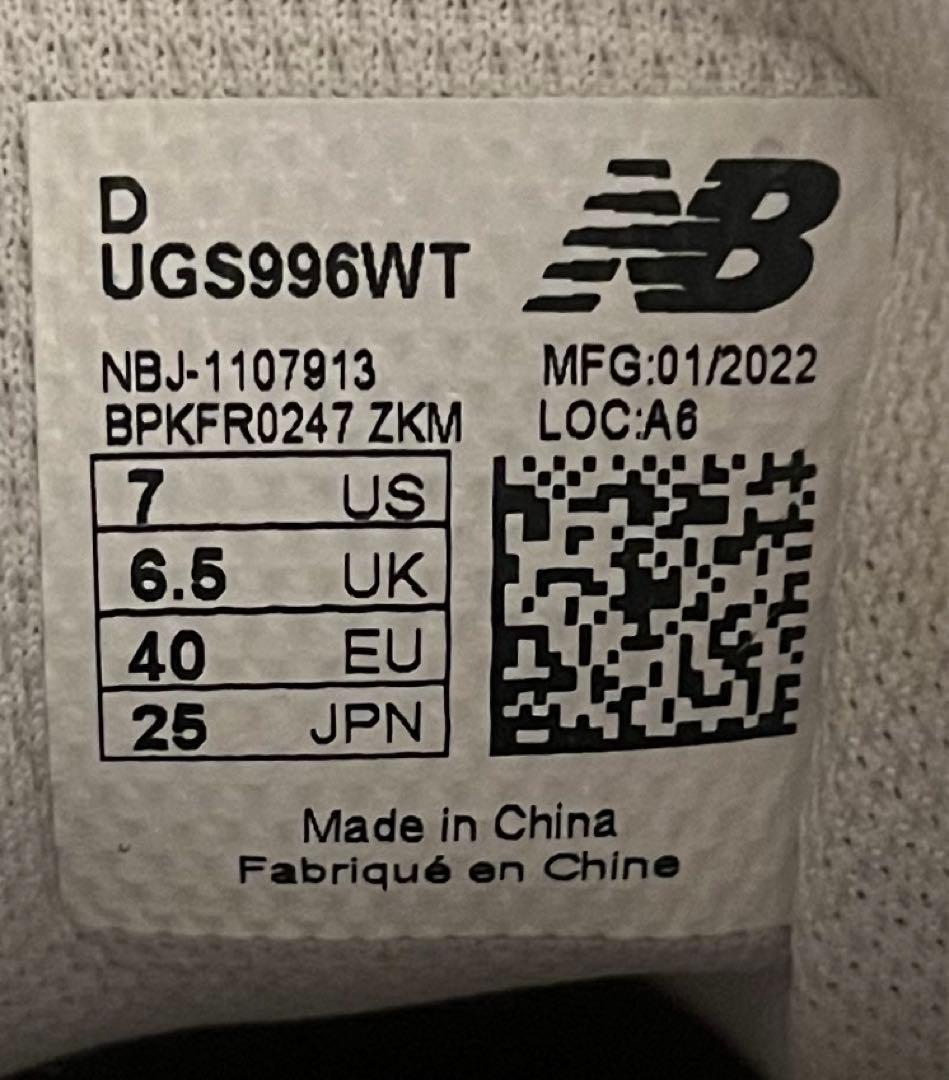 D
UGS996WT
NB
NBJ-1107913
BPKFR0247 ZKM
MFG:01/2022
LOC:A6
7 US
6.5 UK
40 EU
25 JPN
Made in China
Fabriqué en Chine